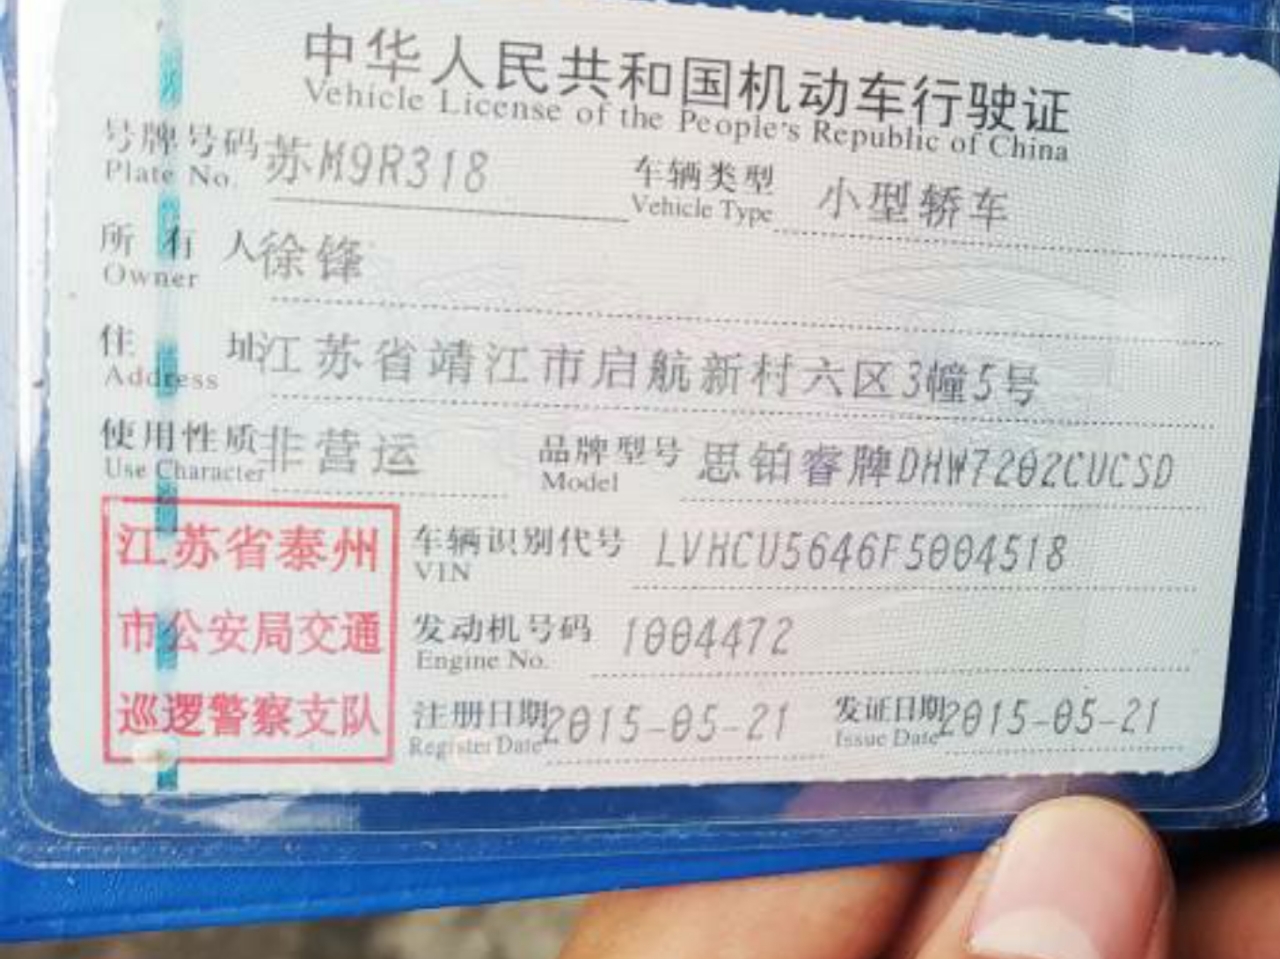 中华人民共和国机动车行驶证
Vehicle License of the People's Republic of China
号牌号码 苏M9R318 车辆类型 小型轿车
Plate No. Vehicle Type
所有人 徐锋
Owner
住址 江苏省靖江市启航新村六区3幢5号
Address
使用性质 非营运 品牌型号 思铂睿牌DHW7202CUCSD
Use Character Model
江苏省泰州
市公安局交通
巡逻警察支队
车辆识别代号 LVHCU5646F5004518
VIN
发动机号码 1004472
Engine No.
注册日期 2015-05-21 发证日期 2015-05-21
Register Date Issue Date